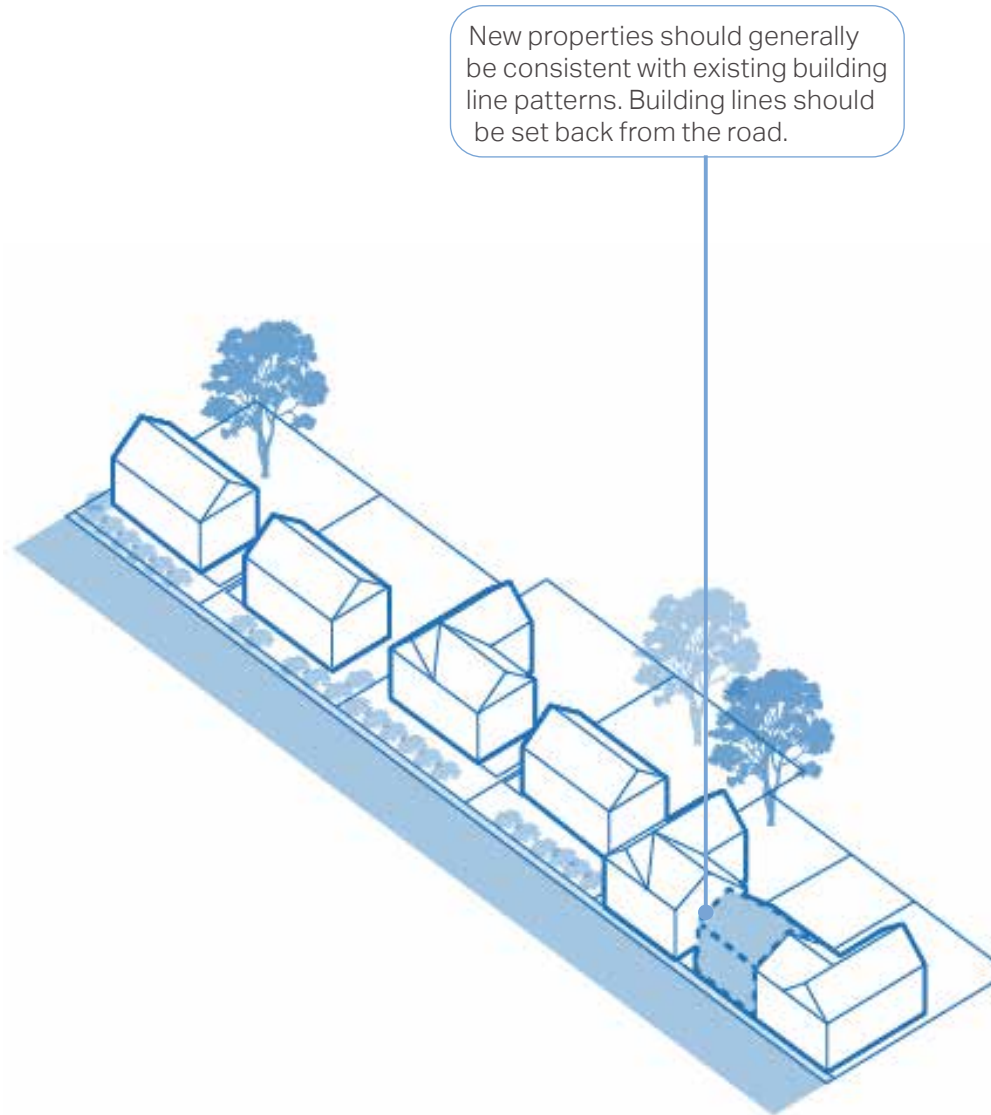 New properties should generally
be consistent with existing building
line patterns. Building lines should
be set back from the road.